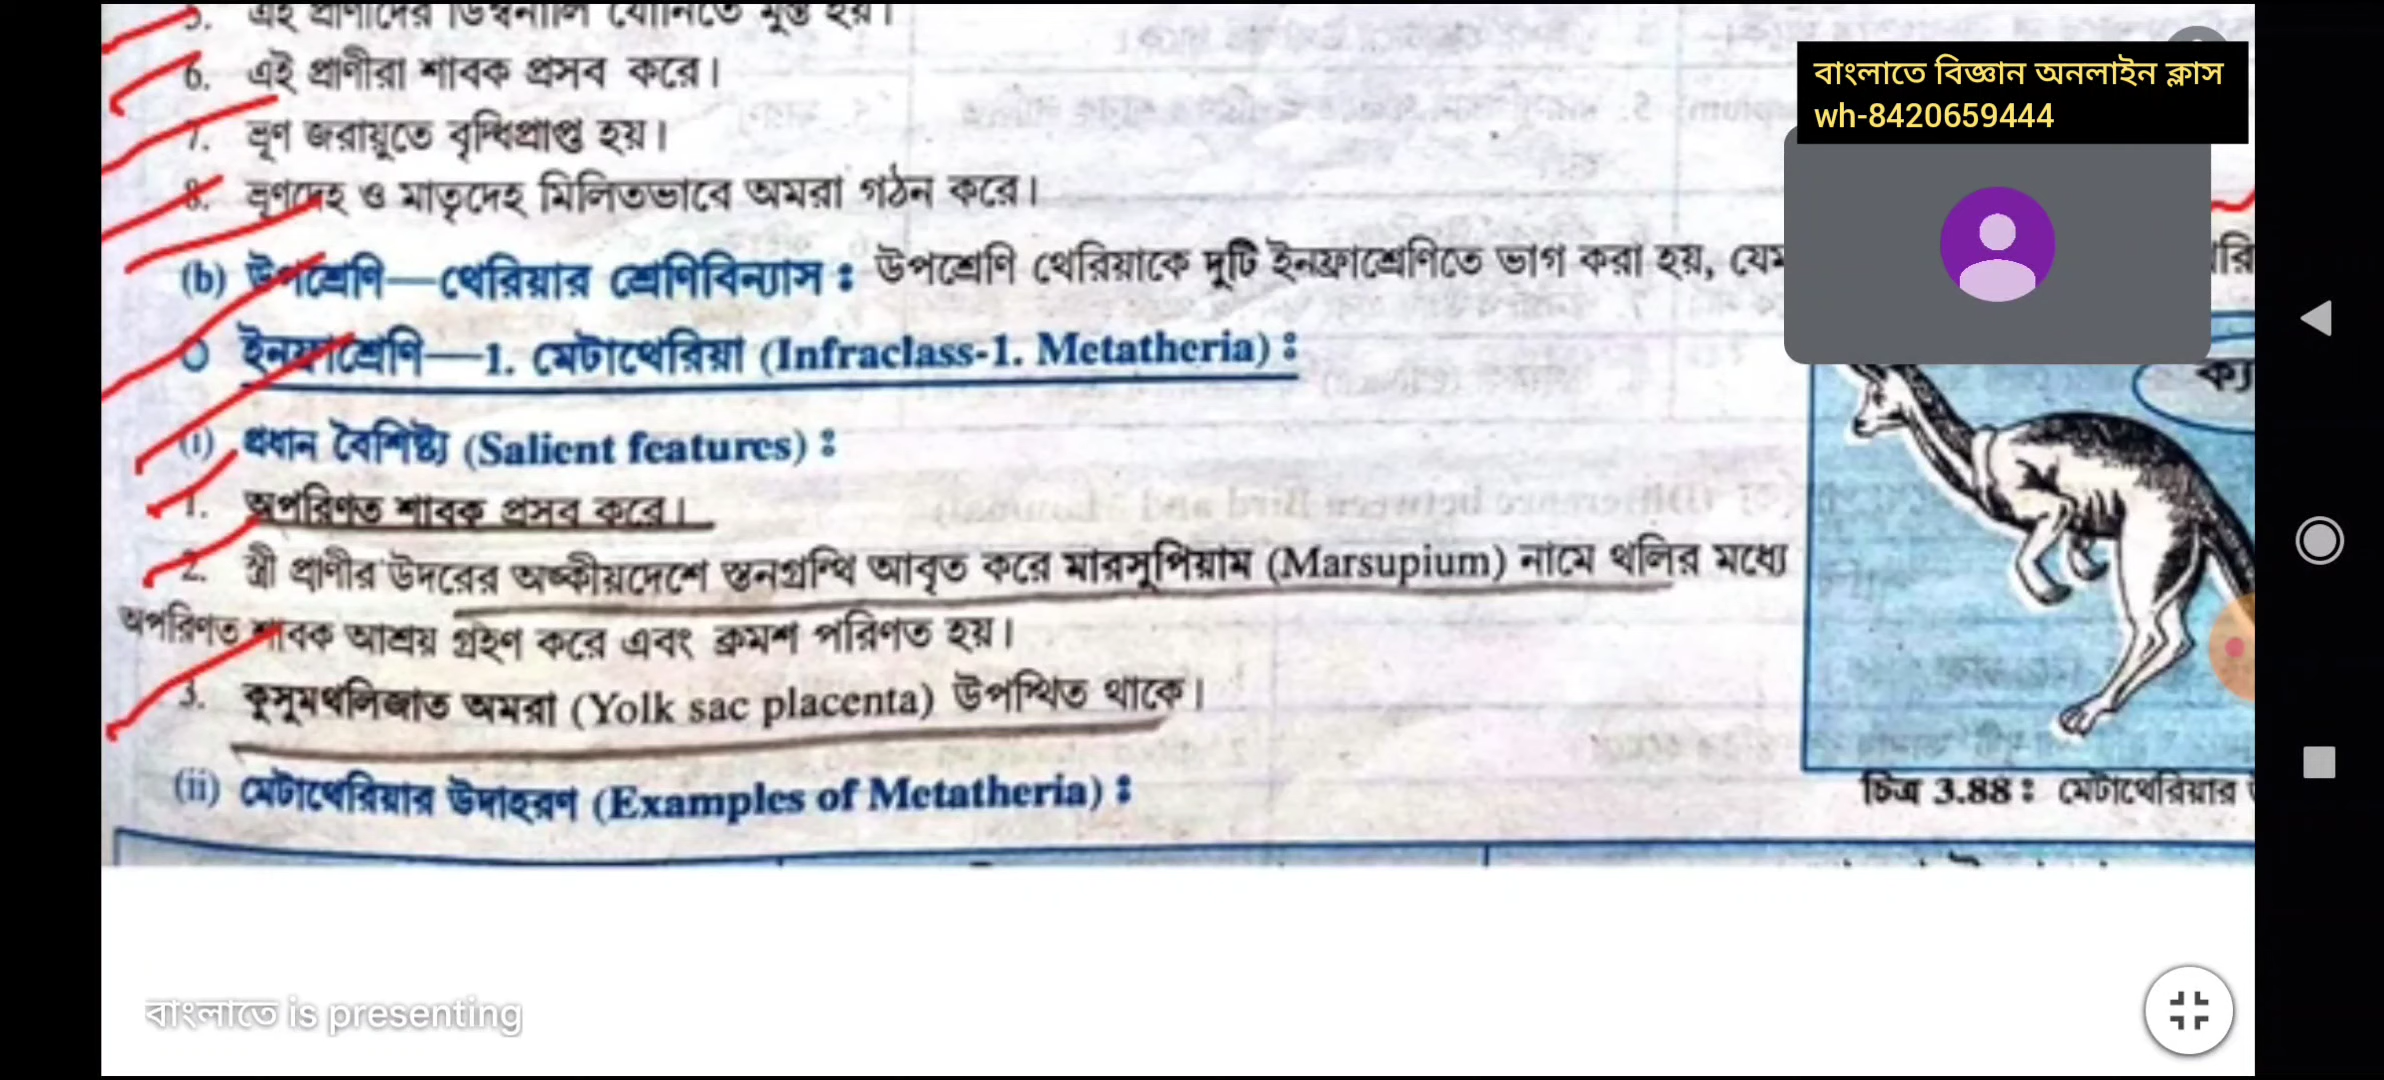 5. এই প্রাণীদের ডিম্বনালি যোনিতে মুক্ত হয়।
6. এই প্রাণীরা শাবক প্রসব করে।
7. ভ্রূণ জরায়ুতে বৃদ্ধিপ্রাপ্ত হয়।
8. ভ্রূণদেহ ও মাতৃদেহ মিলিতভাবে অমরা গঠন করে।
(b) উপশ্রেণি—থেরিয়ার শ্রেণিবিন্যাস : উপশ্রেণি থেরিয়াকে দুটি ইনফ্রাশ্রেণিতে ভাগ করা হয়,
ইনফ্রাশ্রেণি—1. মেটাথেরিয়া (Infraclass-1. Metatheria) :
(i) প্রধান বৈশিষ্ট্য (Salient features) :
1. অপরিণত শাবক প্রসব করে।
2. স্ত্রী প্রাণীর উদরের অঙ্কীয়দেশে স্তনগ্রন্থি আবৃত করে মারসুপিয়াম (Marsupium) নামে থলির মধ্যে
অপরিণত শাবক আশ্রয় গ্রহণ করে এবং ক্রমশ পরিণত হয়।
3. কুসুমথলিজাত অমরা (Yolk sac placenta) উপস্থিত থাকে।
(ii) মেটাথেরিয়ার উদাহরণ (Examples of Metatheria) :
চিত্র 3.88 : মেটাথেরিয়ার
বাংলাতে বিজ্ঞান অনলাইন ক্লাস
wh-8420659444
বাংলাতে is presenting